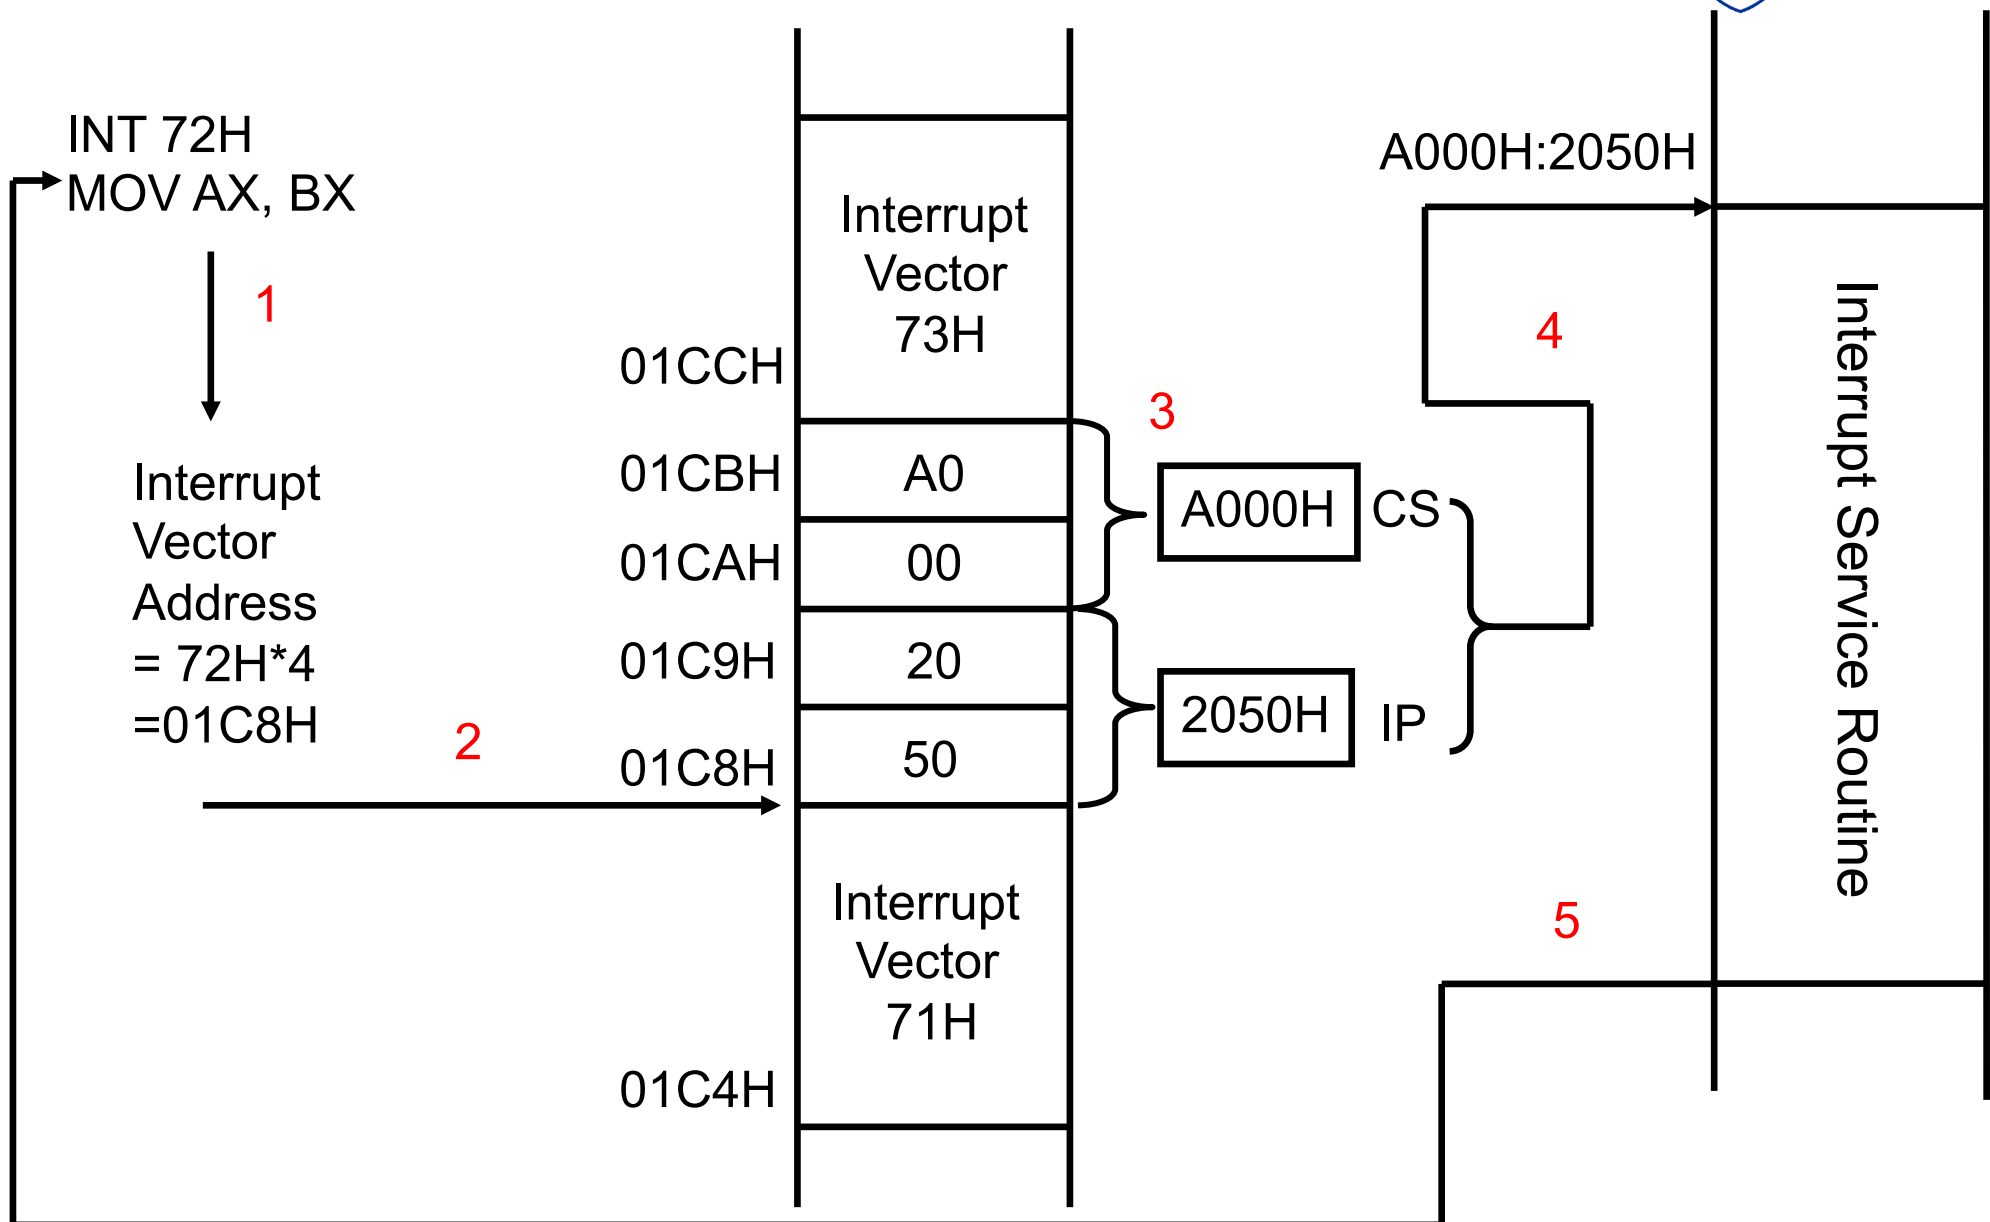 INT 72H
MOV AX, BX
1
Interrupt
Vector
Address
= 72H*4
=01C8H
2
Interrupt
Vector
73H
01CCH
01CBH
A0
01CAH
00
01C9H
20
01C8H
50
Interrupt
Vector
71H
01C4H
3
A000H
CS
2050H
IP
A000H:2050H
4
5
Interrupt Service Routine